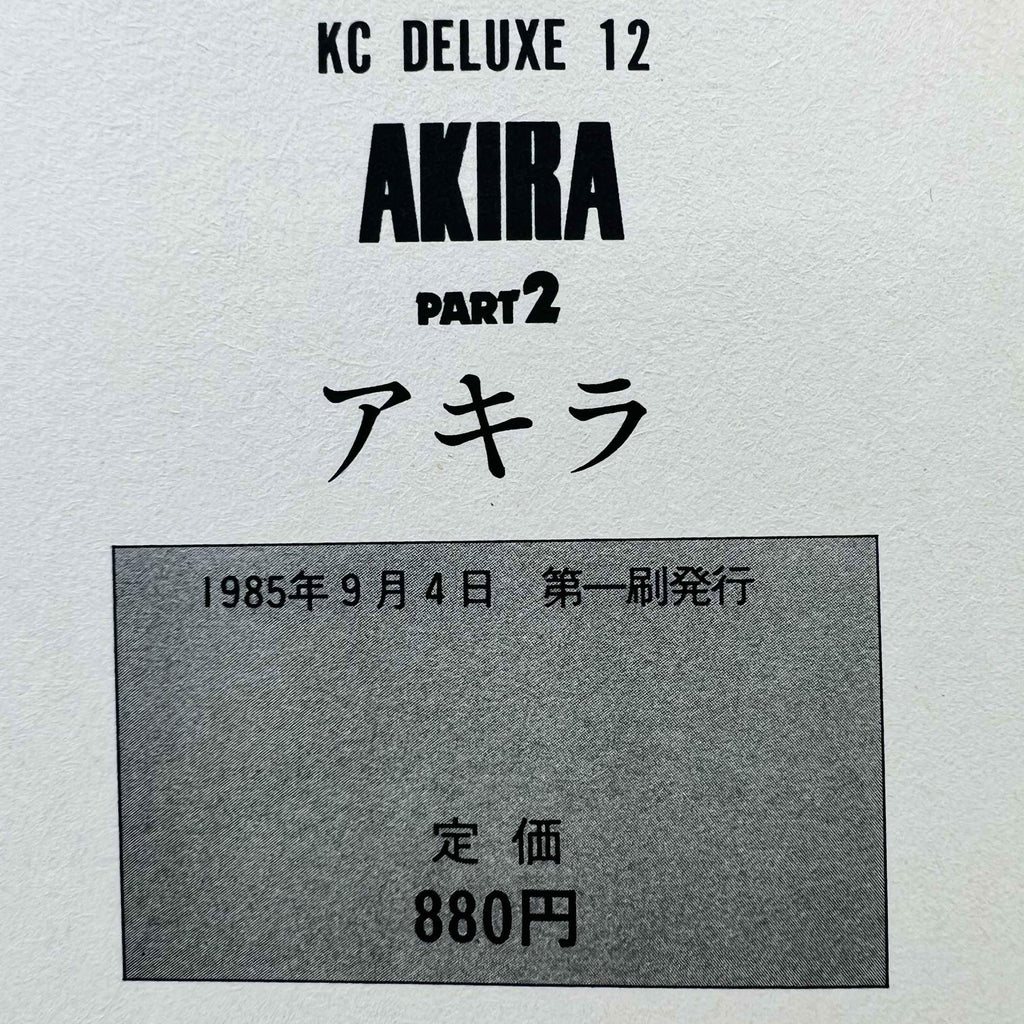 KC DELUXE 12
AKIRA
PART2
アキラ
1985年9月4日 第一刷発行
定価
880円